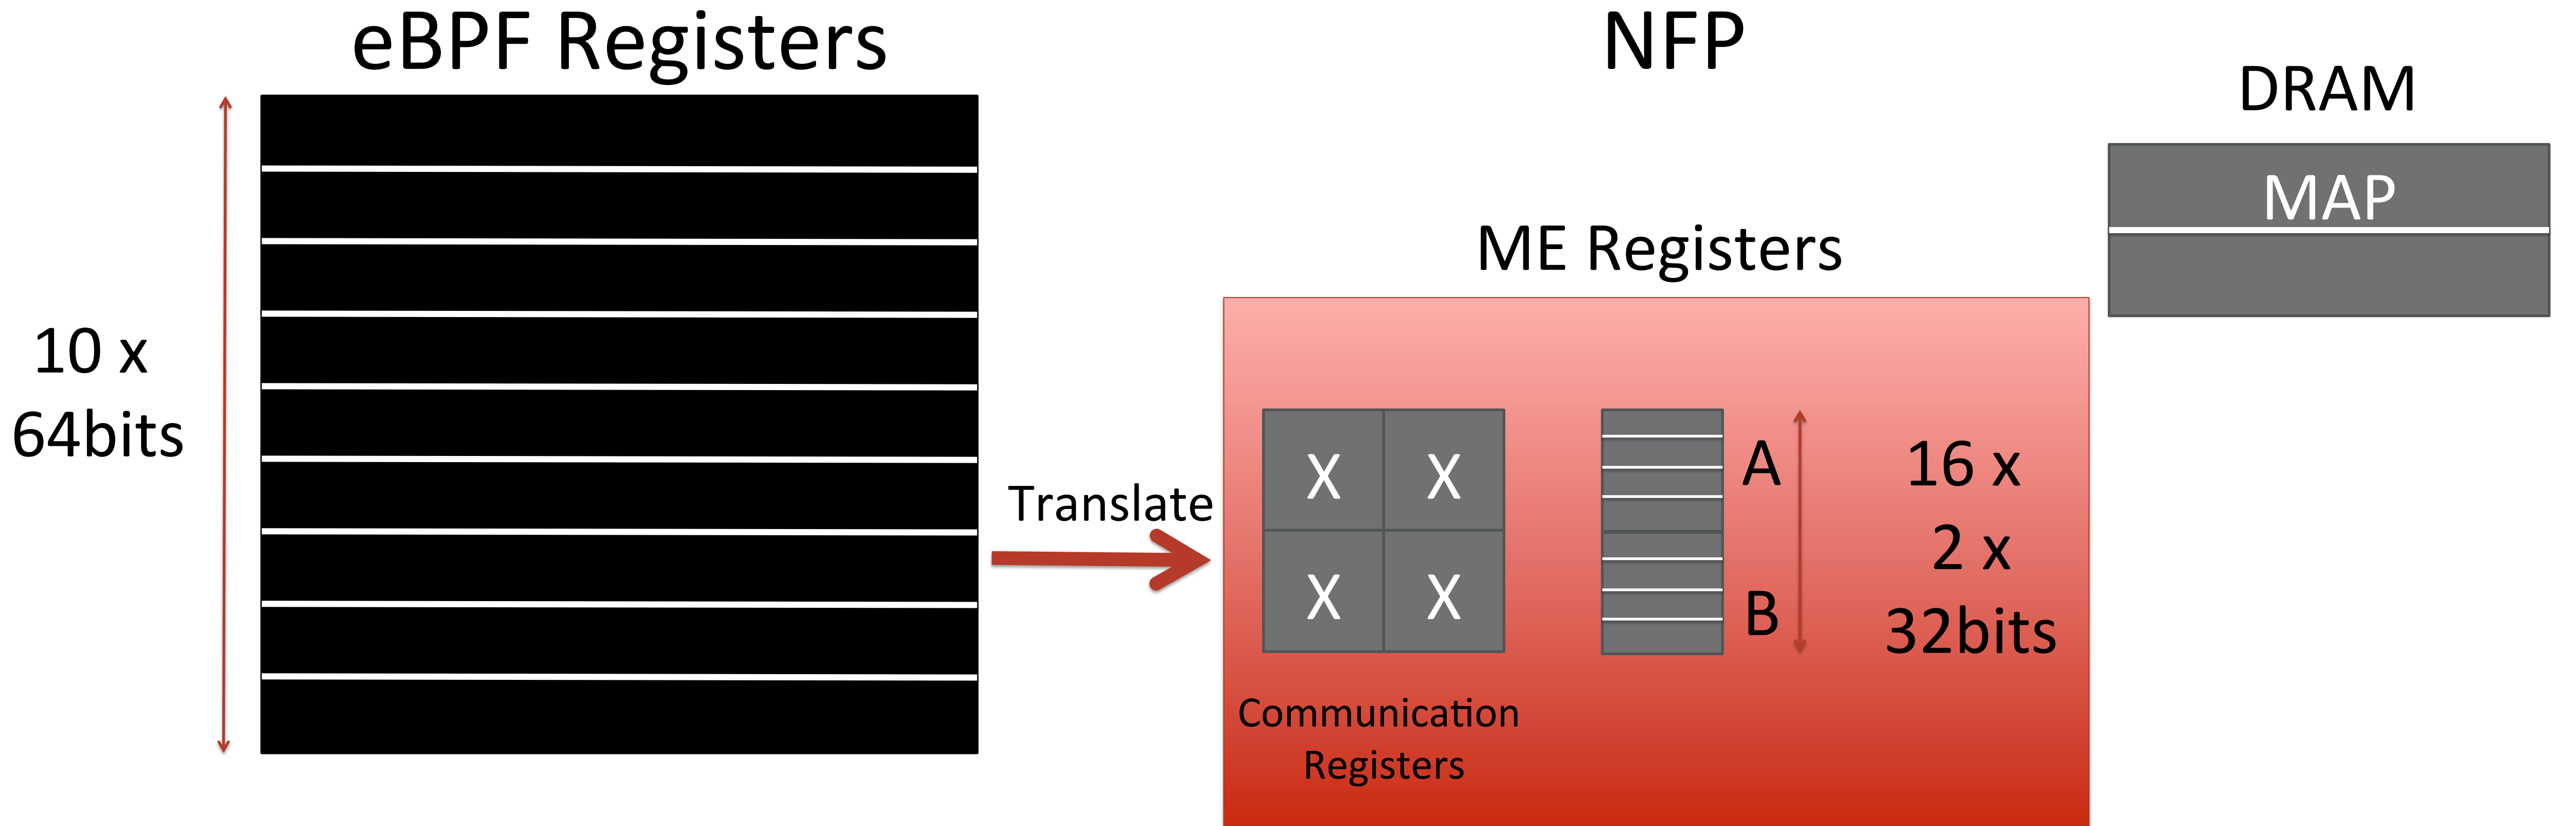 eBPF Registers
10 x
64bits
Translate
NFP
ME Registers
X X
X X
Communication
Registers
A
B
16 x
2 x
32bits
DRAM
MAP